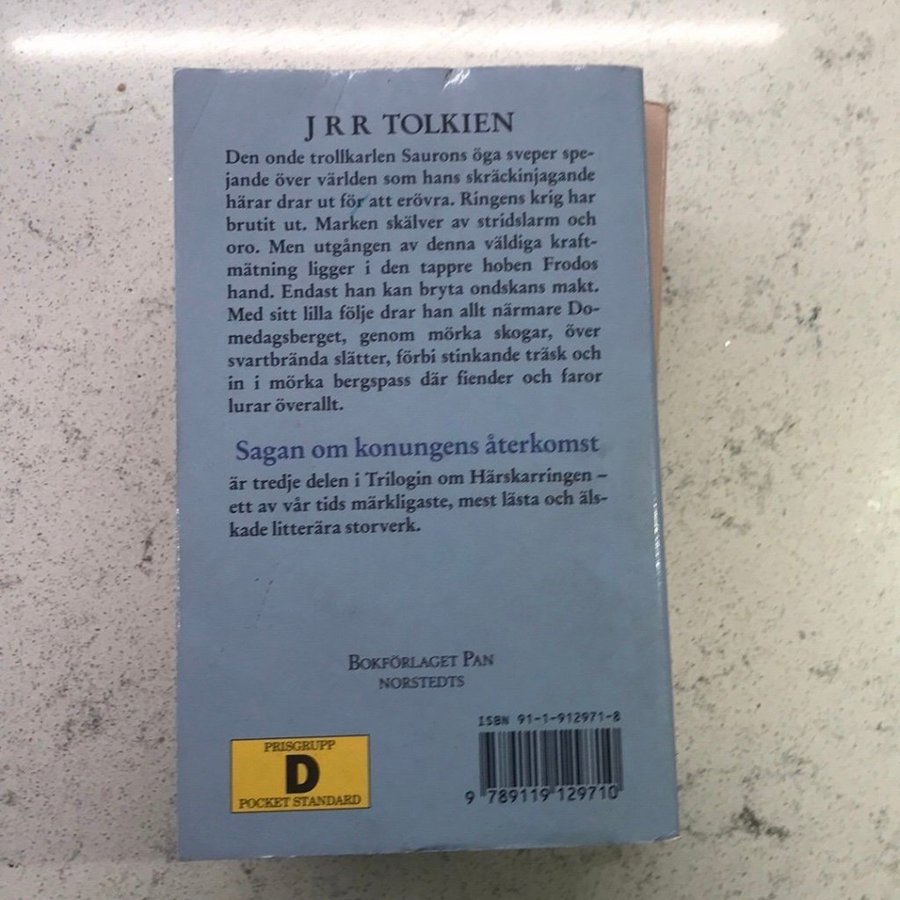 J R R TOLKIEN
Den onde trollkarlen Saurons öga sveper spe-
jande över världen som hans skräckinjagande
härar drar ut för att erövra. Ringens krig har
brutit ut. Marken skälver av stridslarm och
oro. Men utgången av denna väldiga kraft-
mätning ligger i den tappre hoben Frodos
hand. Endast han kan bryta ondskans makt.
Med sitt lilla följe drar han allt närmare Do-
medagsberget, genom mörka skogar, över
svartbrända slätter, förbi stinkande träsk och
in i mörka bergspass där fiender och faror
lurar överallt.
Sagan om konungens återkomst
är tredje delen i Trilogin om Härskarringen –
ett av vår tids märkligaste, mest lästa och äls-
kade litterära storverk.
BOKFÖRLAGET PAN
NORSTEDTS
ISBN 91-1-912971-8
9 789119 129710
PRISGRUPP
D
POCKET STANDARD